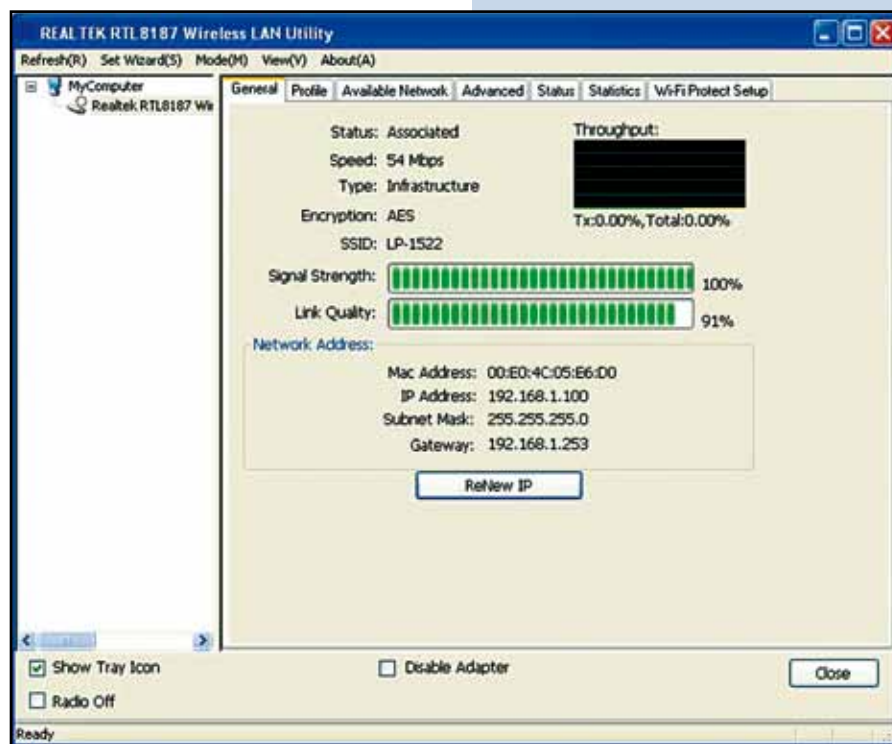 REALTEK RTL8187 Wireless LAN Utility
Refresh(R) Set Wizard(S) Mode(M) View(V) About(A)
MyComputer
Realtek RTL8187 Wir
General Profile Available Network Advanced Status Statistics Wi-Fi Protect Setup
Status: Associated
Speed: 54 Mbps
Type: Infrastructure
Encryption: AES
SSID: LP-1522
Throughput:
Tx:0.00%,Total:0.00%
Signal Strength: 100%
Link Quality: 91%
Network Address:
Mac Address: 00:E0:4C:05:E6:D0
IP Address: 192.168.1.100
Subnet Mask: 255.255.255.0
Gateway: 192.168.1.253
ReNew IP
Show Tray Icon
Disable Adapter
Close
Radio Off
Ready